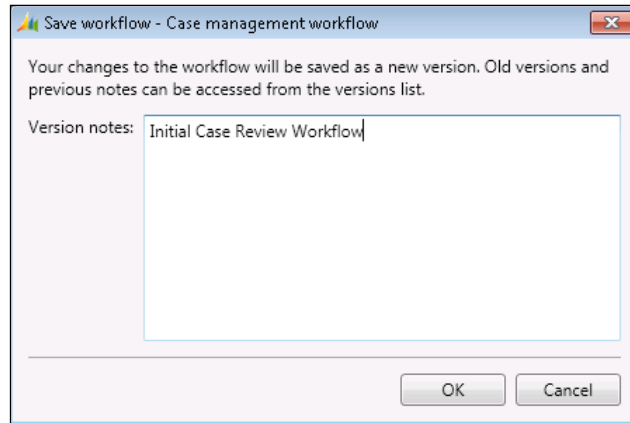 Save workflow - Case management workflow
Your changes to the workflow will be saved as a new version. Old versions and
previous notes can be accessed from the versions list.
Version notes: Initial Case Review Workflow
OK Cancel